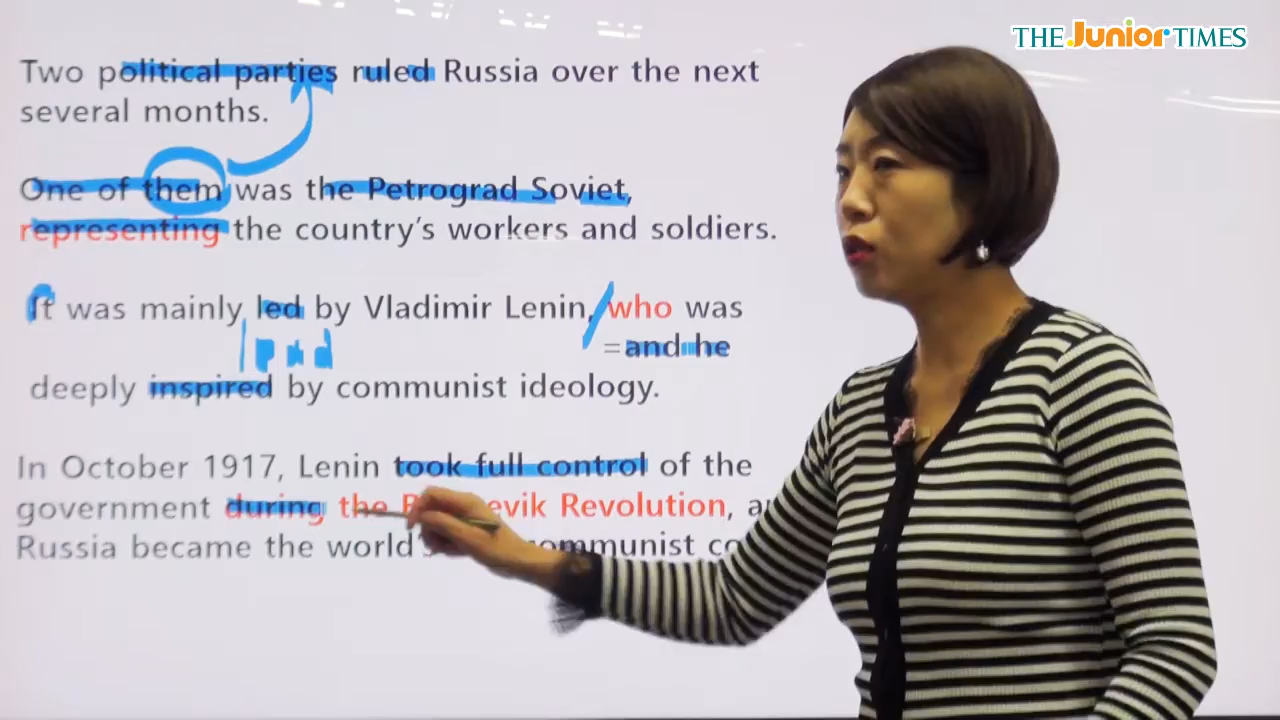 THE Junior TIMES
Two political parties ruled Russia over the next
several months.
One of them was the Petrograd Soviet,
representing the country's workers and soldiers.
It was mainly led by Vladimir Lenin, who was
=and he
p.p
deeply inspired by communist ideology.
In October 1917, Lenin took full control of the
government during the Revolution,
Russia became the communist